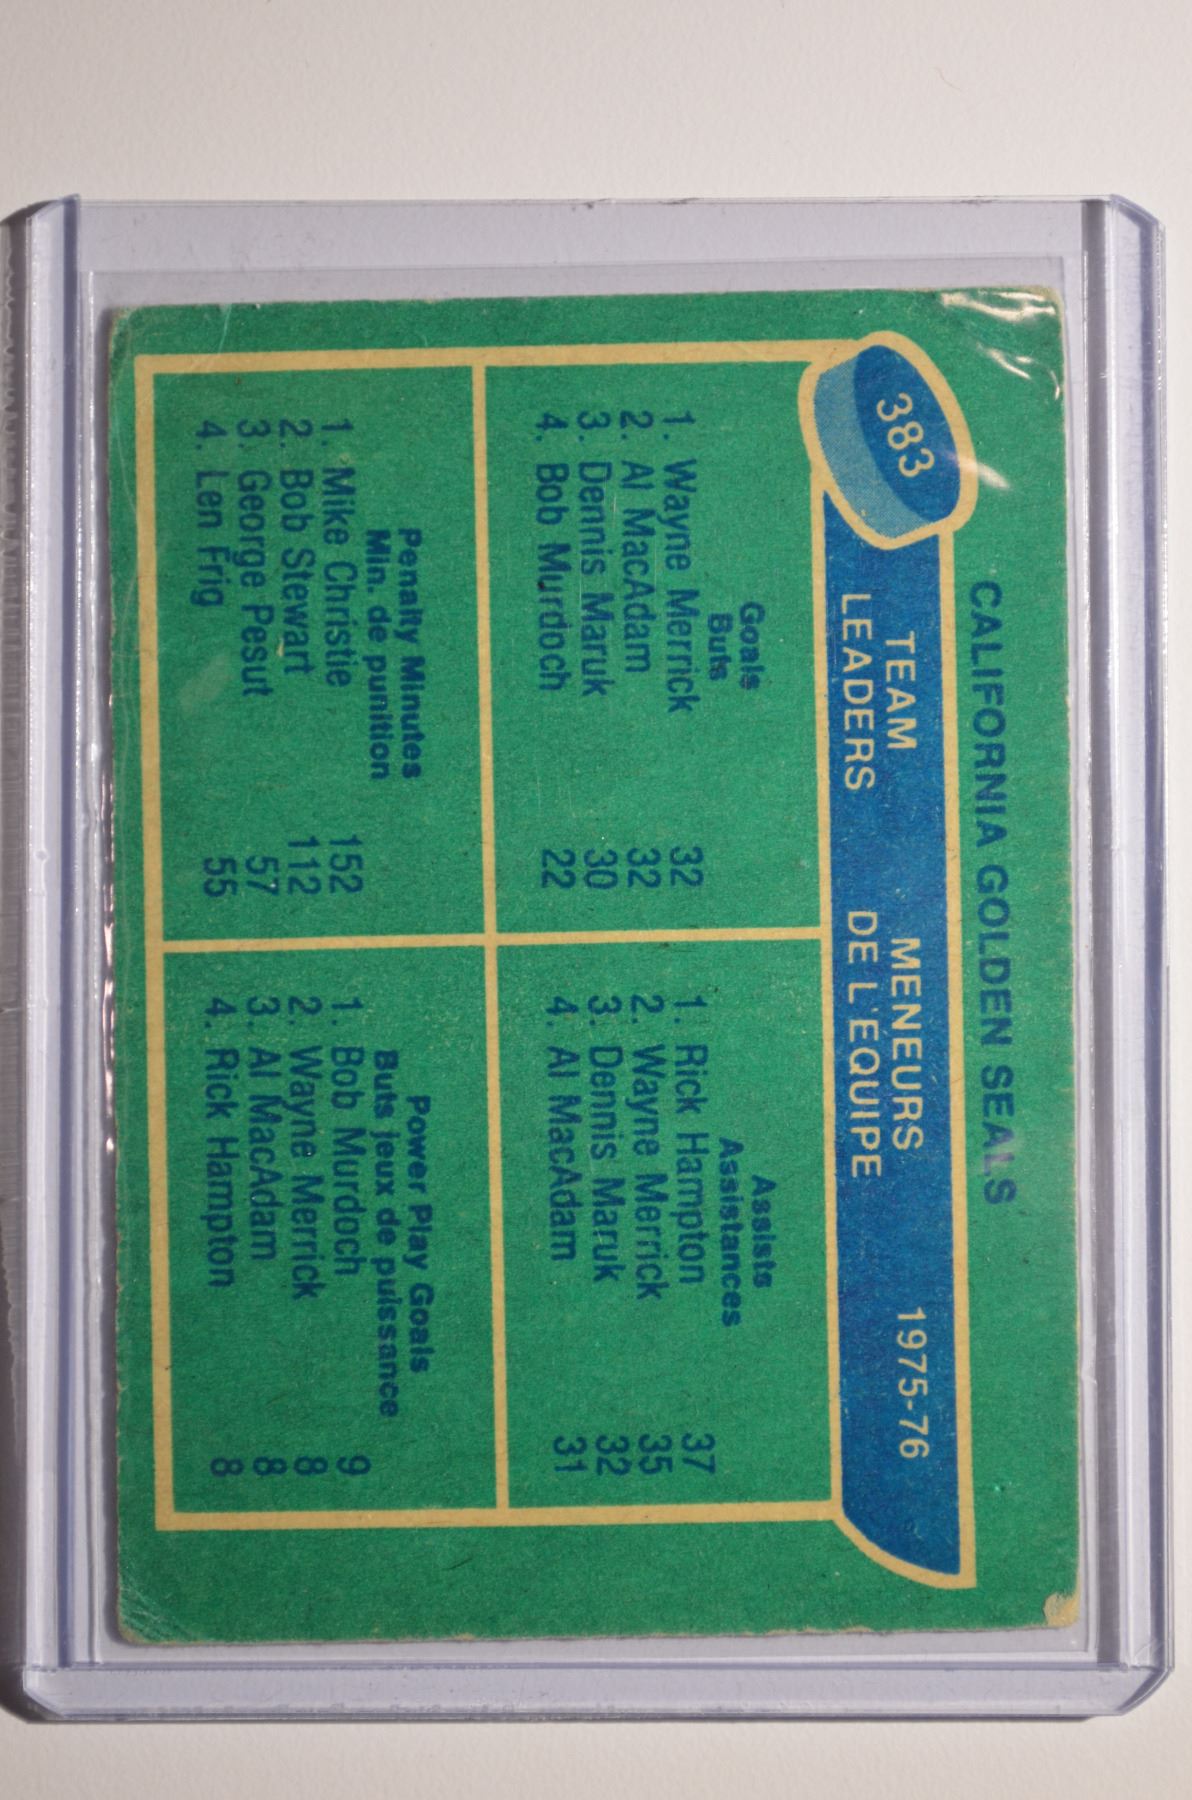 CALIFORNIA GOLDEN SEALS
383
TEAM LEADERS
MENEURS DE L'EQUIPE
1975-76
Goals
Buts
1. Wayne Merrick 32
2. Al MacAdam 32
3. Dennis Maruk 30
4. Bob Murdoch 22
Assists
Assistances
1. Rick Hampton 37
2. Wayne Merrick 35
3. Dennis Maruk 32
4. Al MacAdam 31
Penalty Minutes
Min. de punition
1. Mike Christie 152
2. Bob Stewart 112
3. George Pesut 57
4. Len Frig 55
Power Play Goals
Buts jeux de puissance
1. Bob Murdoch 9
2. Wayne Merrick 8
3. Al MacAdam 8
4. Rick Hampton 8